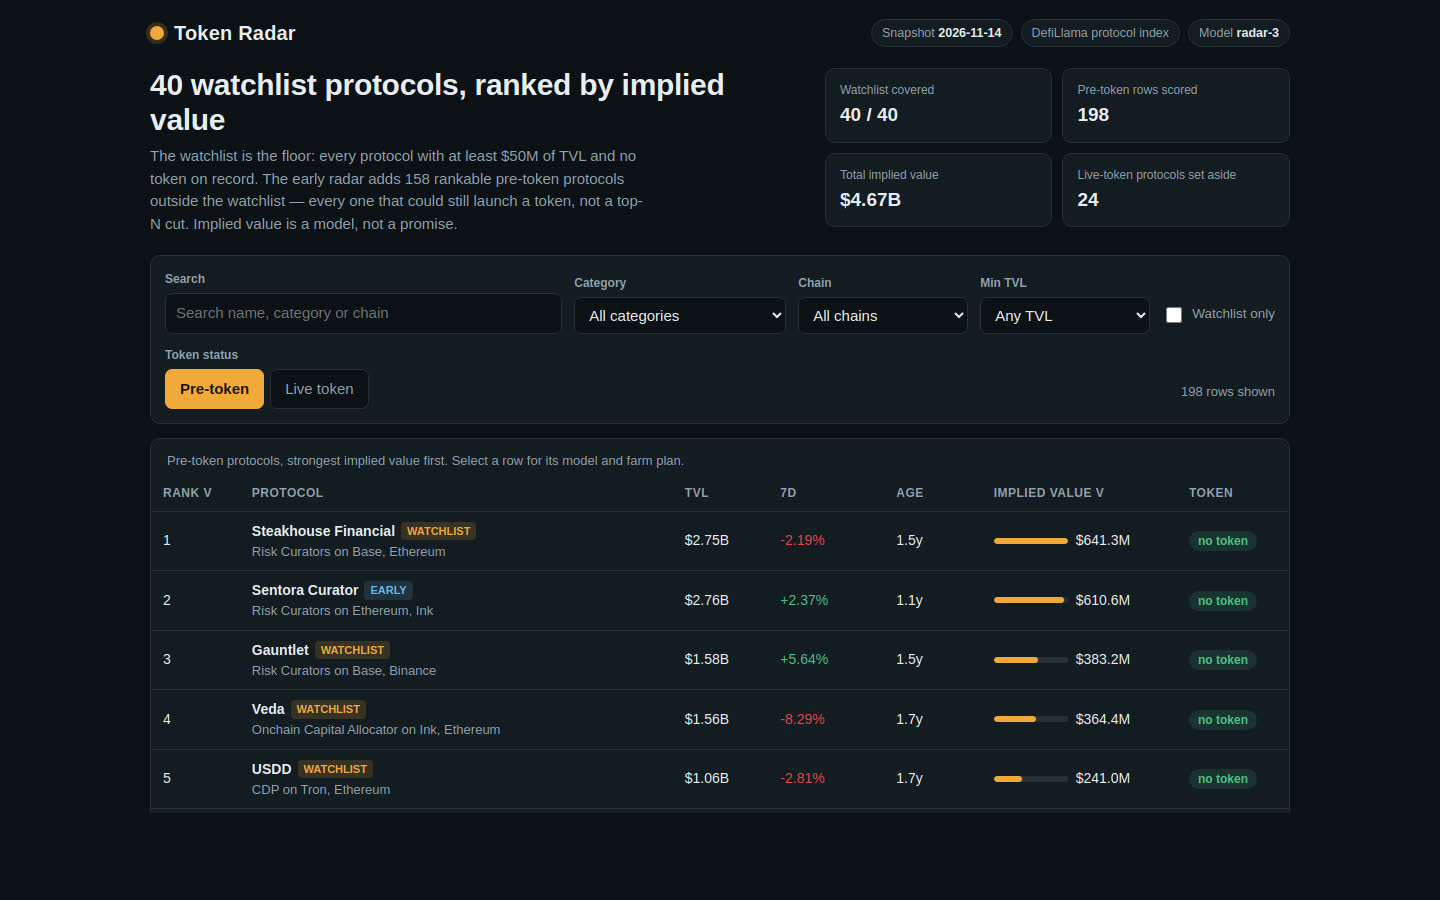 Token Radar
Snapshot 2026-11-14
DefiLlama protocol index
Model radar-3
40 watchlist protocols, ranked by implied
value
The watchlist is the floor: every protocol with at least $50M of TVL and no
token on record. The early radar adds 158 rankable pre-token protocols
outside the watchlist — every one that could still launch a token, not a top-
N cut. Implied value is a model, not a promise.
Watchlist covered
40 / 40
Pre-token rows scored
198
Total implied value
$4.67B
Live-token protocols set aside
24
Search
Search name, category or chain
Category
All categories
Chain
All chains
Min TVL
Any TVL
Watchlist only
Token status
Pre-token
Live token
198 rows shown
Pre-token protocols, strongest implied value first. Select a row for its model and farm plan.
RANK V PROTOCOL TVL 7D AGE IMPLIED VALUE V TOKEN
1 Steakhouse Financial WATCHLIST $2.75B -2.19% 1.5y $641.3M no token
Risk Curators on Base, Ethereum
2 Sentora Curator EARLY $2.76B +2.37% 1.1y $610.6M no token
Risk Curators on Ethereum, Ink
3 Gauntlet WATCHLIST $1.58B +5.64% 1.5y $383.2M no token
Risk Curators on Base, Binance
4 Veda WATCHLIST $1.56B -8.29% 1.7y $364.4M no token
Onchain Capital Allocator on Ink, Ethereum
5 USDD WATCHLIST $1.06B -2.81% 1.7y $241.0M no token
CDP on Tron, Ethereum